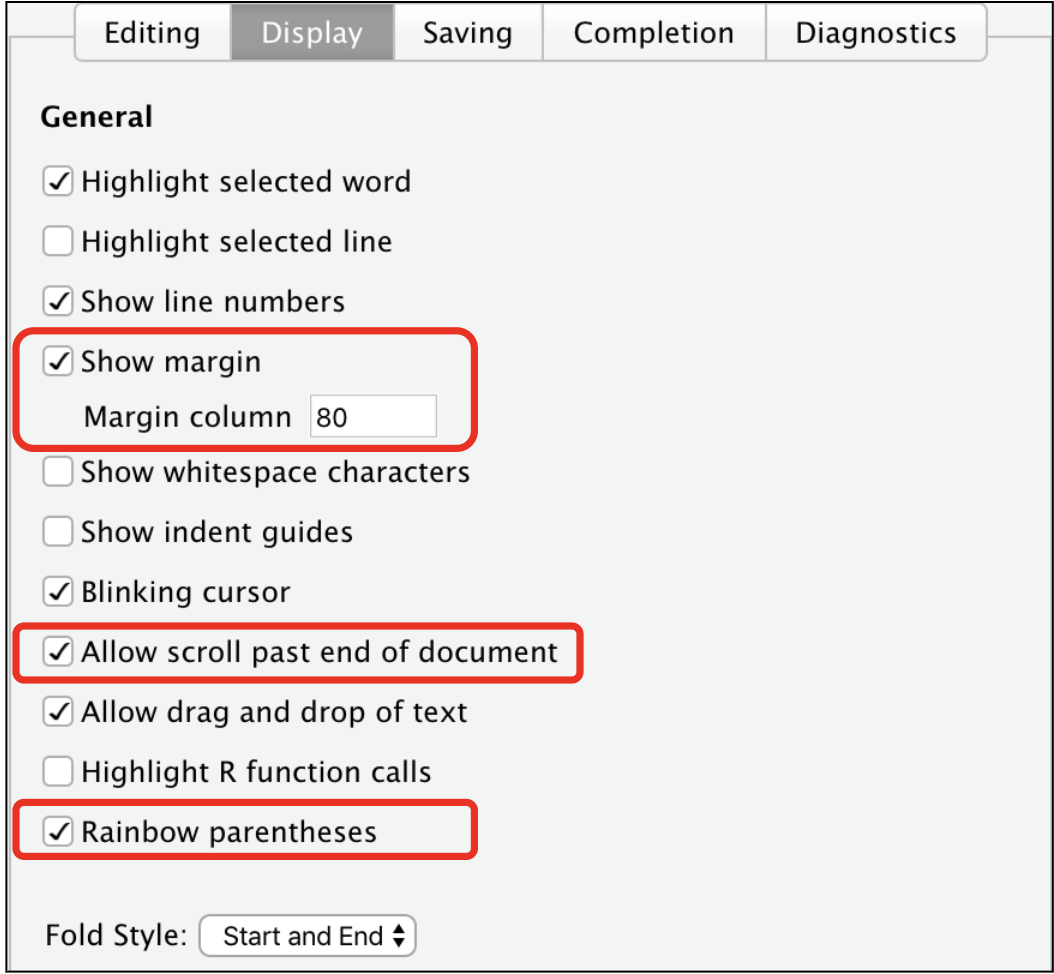 Editing Display Saving Completion Diagnostics
General
Highlight selected word
Highlight selected line
Show line numbers
Show margin
Margin column 80
Show whitespace characters
Show indent guides
Blinking cursor
Allow scroll past end of document
Allow drag and drop of text
Highlight R function calls
Rainbow parentheses
Fold Style: Start and End